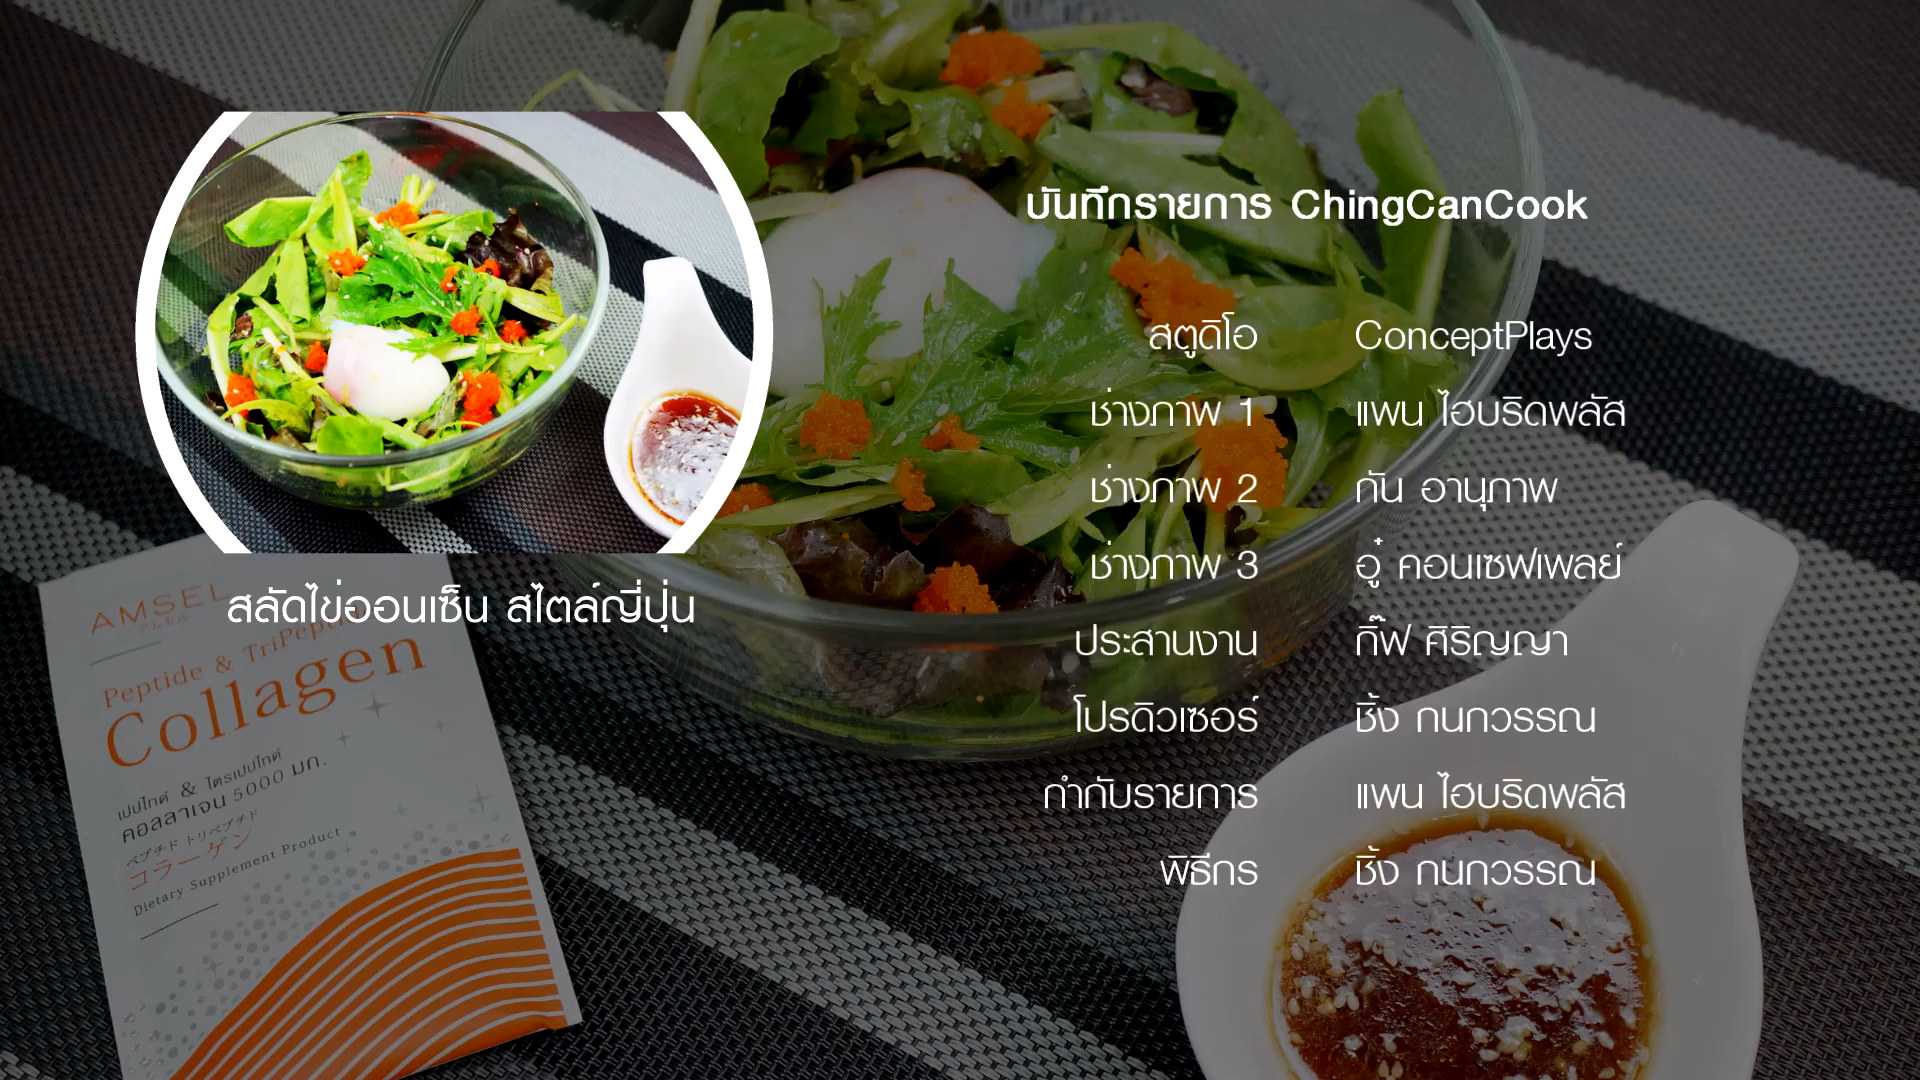 บันทึกรายการ ChingCanCook
สตูดิโอ ConceptPlays
ช่างภาพ 1 แพน ไฮบริดพลัส
ช่างภาพ 2 กัน อานุภาพ
ช่างภาพ 3 อู๋ คอนเซฟเพลย์
ประสานงาน กิ๊ฟ ศิริญญา
โปรดิวเซอร์ ชิ้ง กนกวรรณ
กำกับรายการ แพน ไฮบริดพลัส
พิธีกร ชิ้ง กนกวรรณ
สลัดไข่ออนเซ็น สไตล์ญี่ปุ่น
AMSEL
アムセル
Peptide &
Collagen
เปปไทด์ & ไตรเปปไทด์
คอลลาเจน 5000 มก.
ペプチド トリペプチド
コラーゲン
Dietary Supplement Product